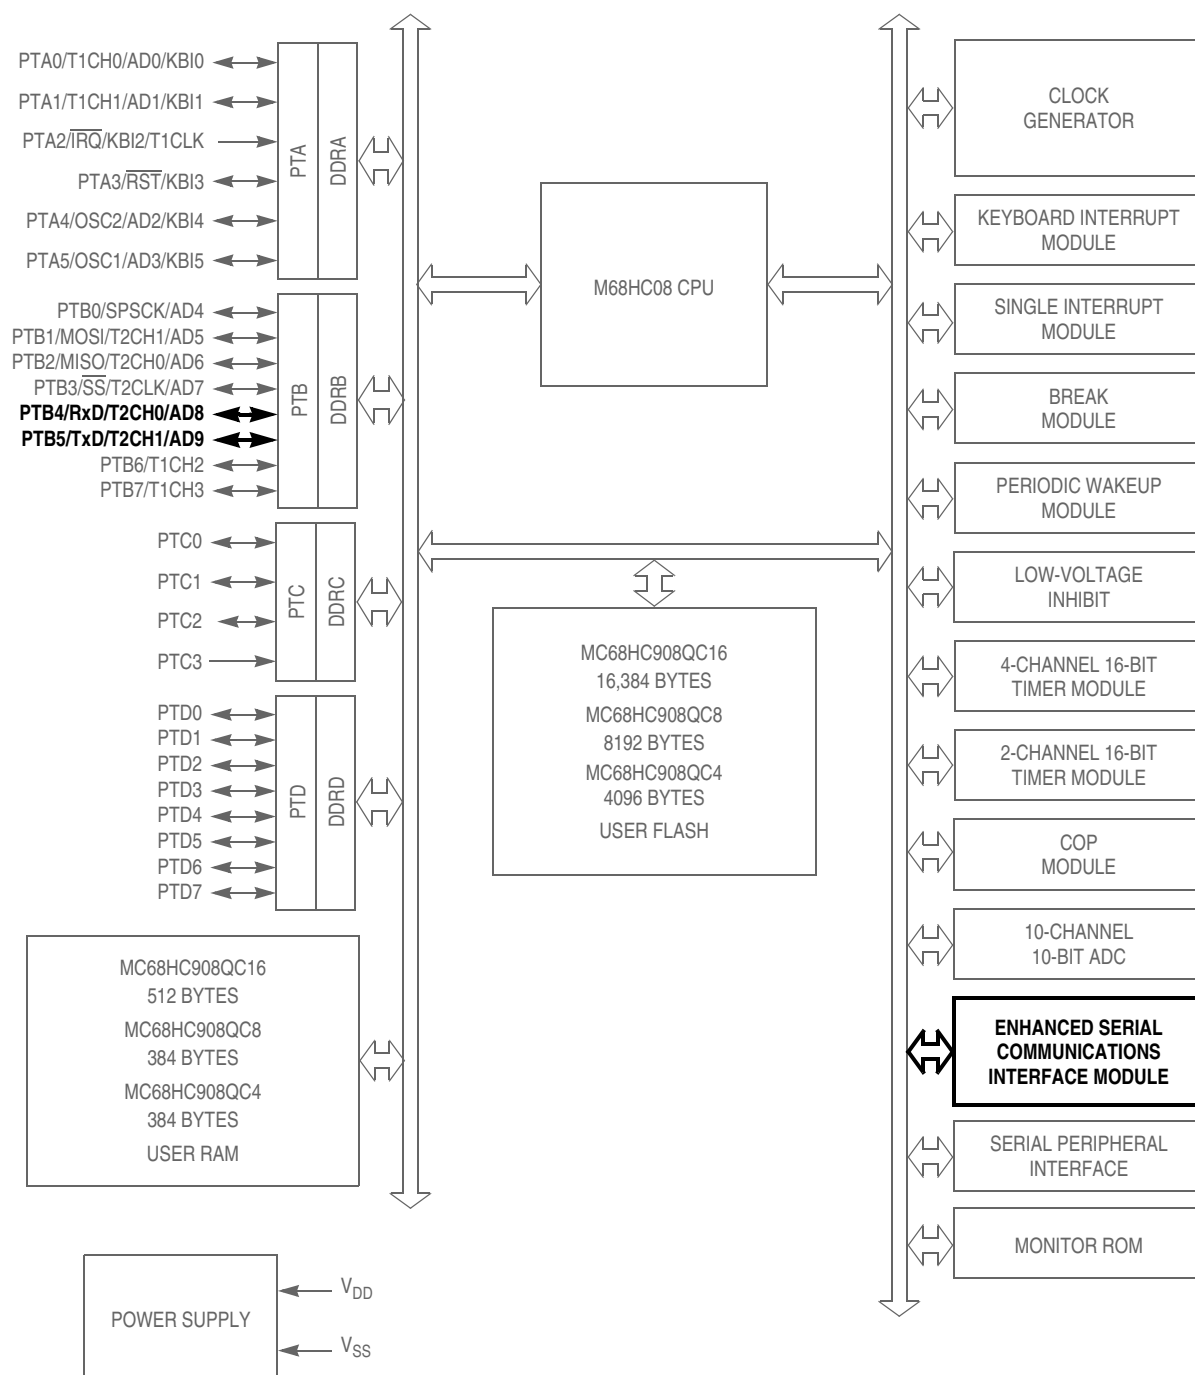 PTA0/T1CH0/AD0/KBI0
PTA1/T1CH1/AD1/KBI1
PTA2/IRQ/KBI2/T1CLK
PTA3/RST/KBI3
PTA4/OSC2/AD2/KBI4
PTA5/OSC1/AD3/KBI5
PTA
DDRA
PTB0/SPSCK/AD4
PTB1/MOSI/T2CH1/AD5
PTB2/MISO/T2CH0/AD6
PTB3/SS/T2CLK/AD7
PTB4/RxD/T2CH0/AD8
PTB5/TxD/T2CH1/AD9
PTB6/T1CH2
PTB7/T1CH3
PTB
DDRB
PTC0
PTC1
PTC2
PTC3
PTC
DDRC
PTD0
PTD1
PTD2
PTD3
PTD4
PTD5
PTD6
PTD7
PTD
DDRD
MC68HC908QC16
512 BYTES
MC68HC908QC8
384 BYTES
MC68HC908QC4
384 BYTES
USER RAM
POWER SUPPLY
VDD
VSS
M68HC08 CPU
MC68HC908QC16
16,384 BYTES
MC68HC908QC8
8192 BYTES
MC68HC908QC4
4096 BYTES
USER FLASH
CLOCK
GENERATOR
KEYBOARD INTERRUPT
MODULE
SINGLE INTERRUPT
MODULE
BREAK
MODULE
PERIODIC WAKEUP
MODULE
LOW-VOLTAGE
INHIBIT
4-CHANNEL 16-BIT
TIMER MODULE
2-CHANNEL 16-BIT
TIMER MODULE
COP
MODULE
10-CHANNEL
10-BIT ADC
ENHANCED SERIAL
COMMUNICATIONS
INTERFACE MODULE
SERIAL PERIPHERAL
INTERFACE
MONITOR ROM